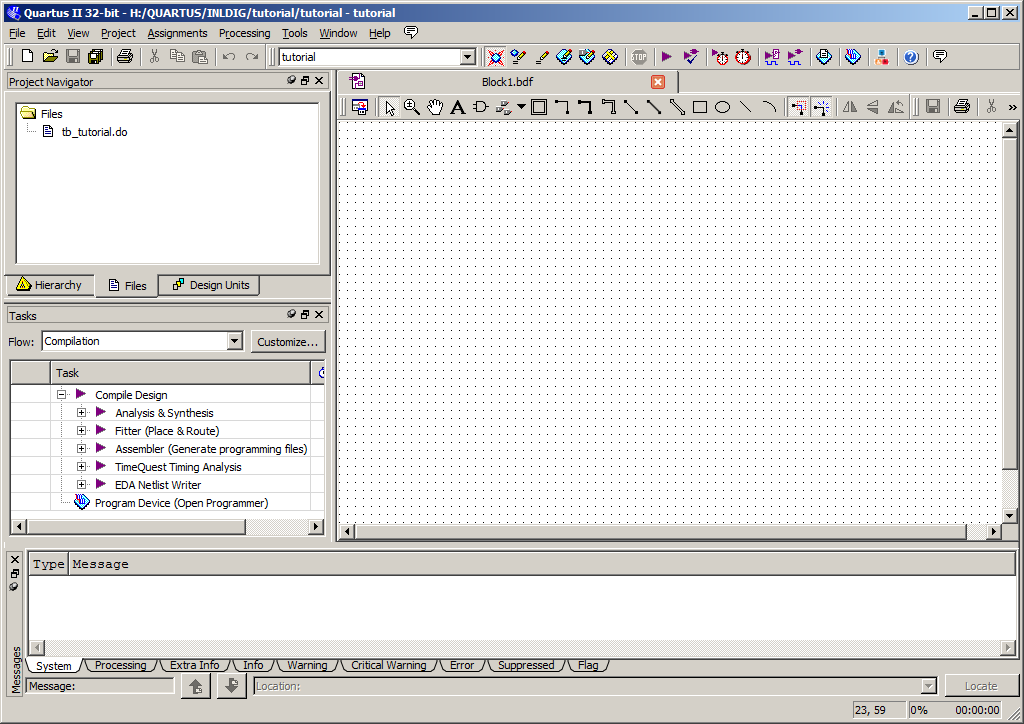 Quartus II 32-bit - H:/QUARTUS/INLDIG/tutorial/tutorial - tutorial
File Edit View Project Assignments Processing Tools Window Help
tutorial
STOP
Project Navigator
Files
tb_tutorial.do
Hierarchy Files Design Units
Tasks
Flow: Compilation Customize...
Task
Compile Design
Analysis & Synthesis
Fitter (Place & Route)
Assembler (Generate programming files)
TimeQuest Timing Analysis
EDA Netlist Writer
Program Device (Open Programmer)
Block1.bdf
A
»
Type Message
Messages
System Processing Extra Info Info Warning Critical Warning Error Suppressed Flag
Message: Location: Locate
23, 59 0% 00:00:00